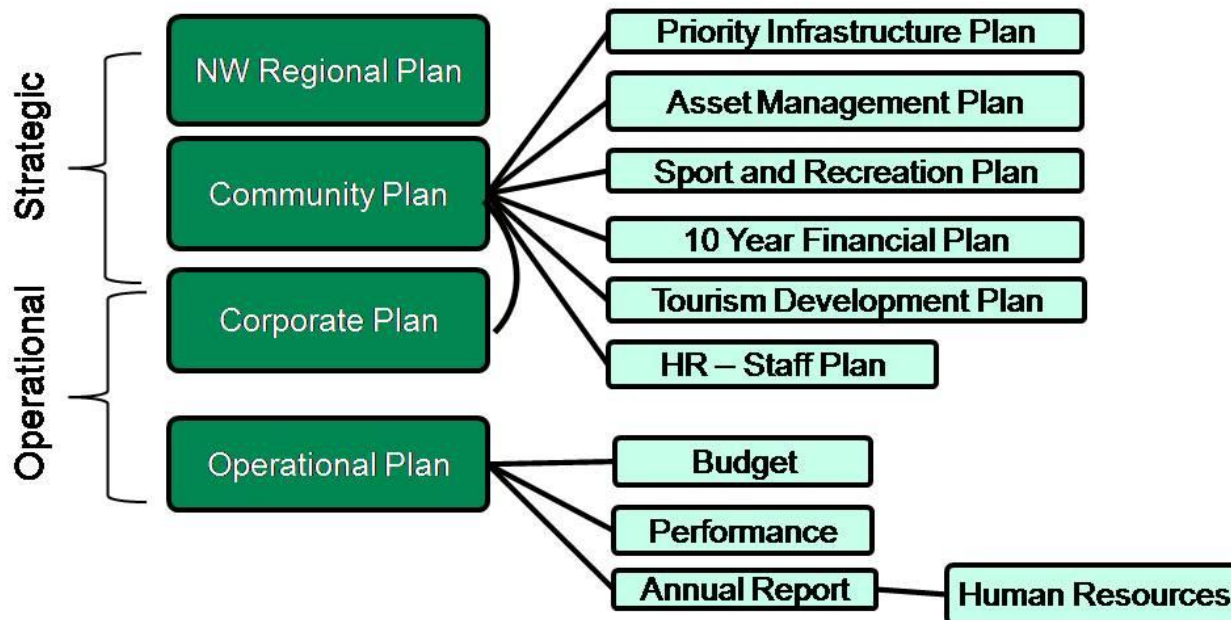 Strategic
Operational
NW Regional Plan
Community Plan
Corporate Plan
Operational Plan
Priority Infrastructure Plan
Asset Management Plan
Sport and Recreation Plan
10 Year Financial Plan
Tourism Development Plan
HR – Staff Plan
Budget
Performance
Annual Report
Human Resources